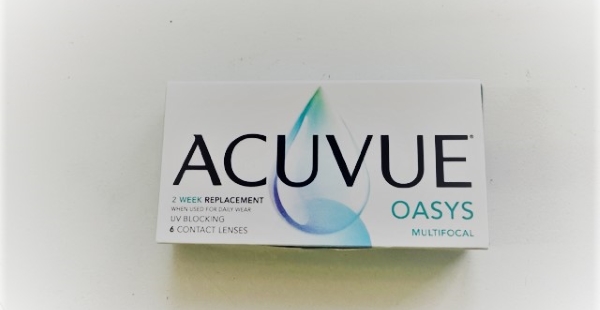 ACUVUE®
2 WEEK REPLACEMENT
WHEN USED FOR DAILY WEAR
UV BLOCKING
6 CONTACT LENSES
OASYS
MULTIFOCAL